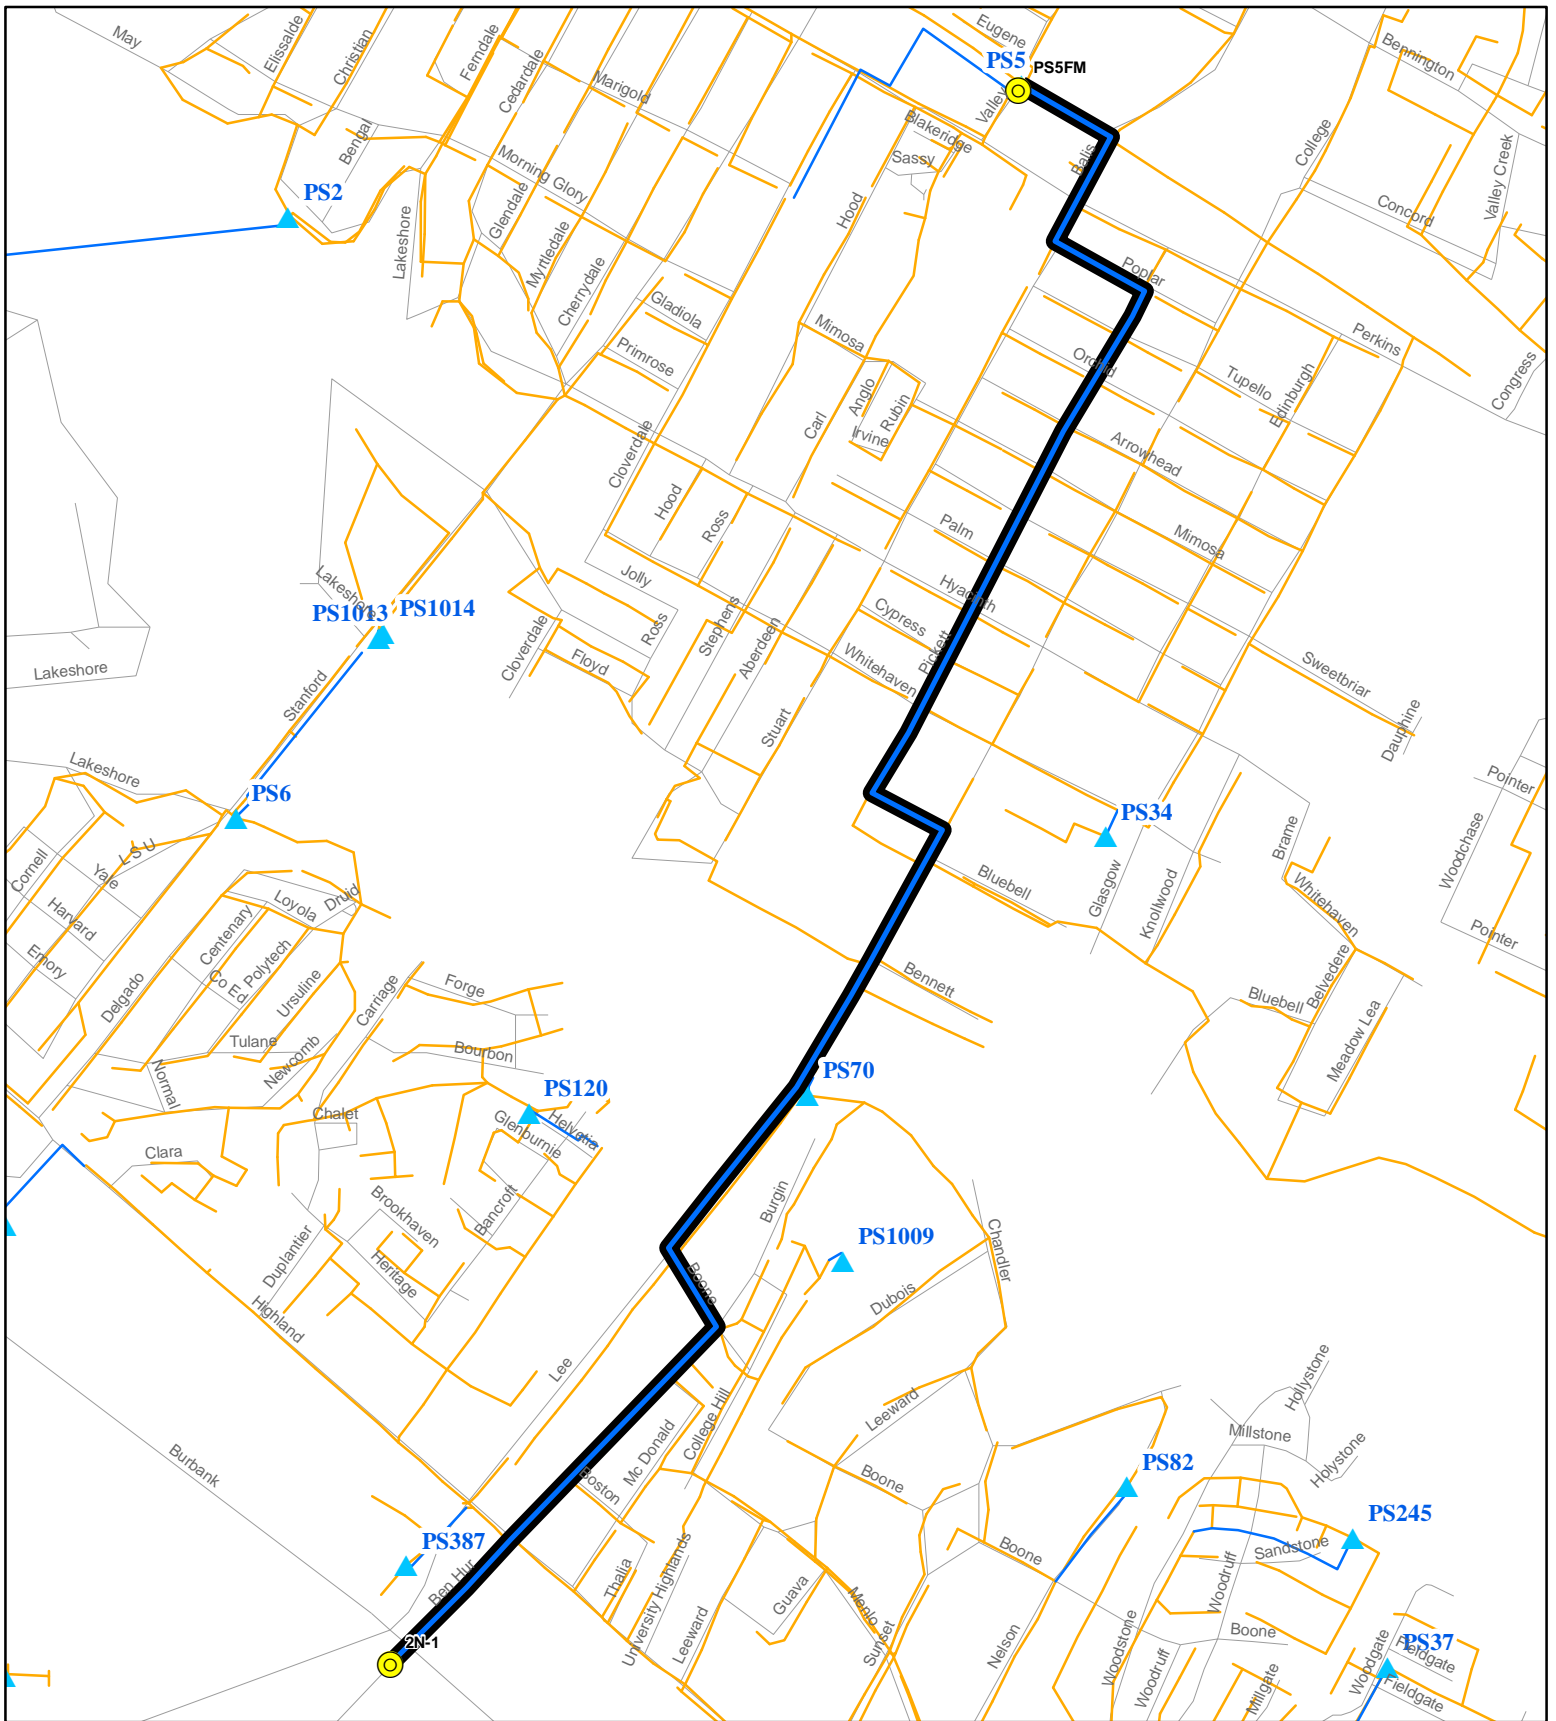 May
Elissalde
Christian
Ferndale
Cedardale
Marigold
Eugene
PS5
PS5FM
Valley
Bennington
Blakeridge
Sassy
Balis
College
Valley Creek
Bengal
PS2
Lakeshore
Morning Glory
Glendale
Myrtledale
Cherrydale
Hood
Concord
Poplar
Gladiola
Primrose
Mimosa
Orchid
Perkins
Tupello
Edinburgh
Congress
Anglo
Rubin
Irvine
Carl
Cloverdale
Arrowhead
Hood
Ross
Palm
Mimosa
Jolly
Lakeshore
PS1013
PS1014
Hyacinth
Cypress
Pickett
Stephens
Ross
Aberdeen
Cloverdale
Floyd
Whitehaven
Lakeshore
Stanford
Stuart
Sweetbriar
Dauphine
Lakeshore
PS6
Pointer
PS34
Woodchase
Brame
L S U
Cornell
Yale
Harvard
Emory
Druid
Loyola
Centenary
Polytech
Co Ed
Ursuline
Bluebell
Glasgow
Knollwood
Whitehaven
Pointer
Delgado
Carriage
Forge
Bennett
Belvedere
Bluebell
Meadow Lea
Tulane
Newcomb
Normal
Bourbon
PS70
PS120
Chalet
Helvetia
Glenburnie
Clara
Burgin
Brookhaven
Bancroft
Duplantier
Heritage
PS1009
Chandler
Boone
Dubois
Highland
Lee
Hollystone
Leeward
College Hill
Mc Donald
Millstone
Holystone
Burbank
Boston
Boone
PS82
PS245
PS387
Sandstone
Boone
Ben Hur
Thalia
University Highlands
Guava
Menlo
Woodruff
2N-1
Leeward
Sunset
Nelson
Woodstone
Woodruff
Boone
Millgate
Woodgate
PS37
Fieldgate
Fieldgate